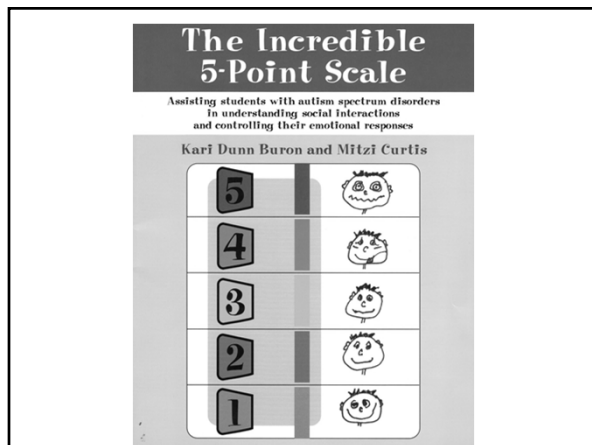 The Incredible
5-Point Scale
Assisting students with autism spectrum disorders
in understanding social interactions
and controlling their emotional responses
Kari Dunn Buron and Mitzi Curtis
5
4
3
2
1